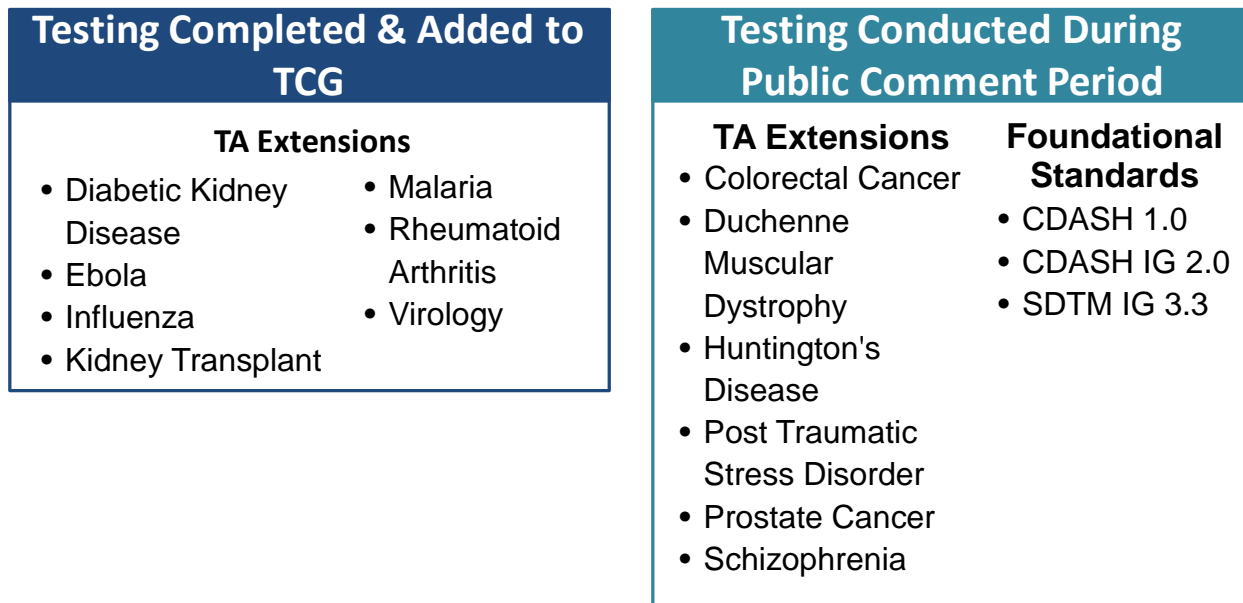 Testing Completed & Added to
TCG
TA Extensions
• Diabetic Kidney
Disease
• Ebola
• Influenza
• Kidney Transplant
• Malaria
• Rheumatoid
Arthritis
• Virology
Testing Conducted During
Public Comment Period
TA Extensions
• Colorectal Cancer
• Duchenne
Muscular
Dystrophy
• Huntington's
Disease
• Post Traumatic
Stress Disorder
• Prostate Cancer
• Schizophrenia
Foundational
Standards
• CDASH 1.0
• CDASH IG 2.0
• SDTM IG 3.3